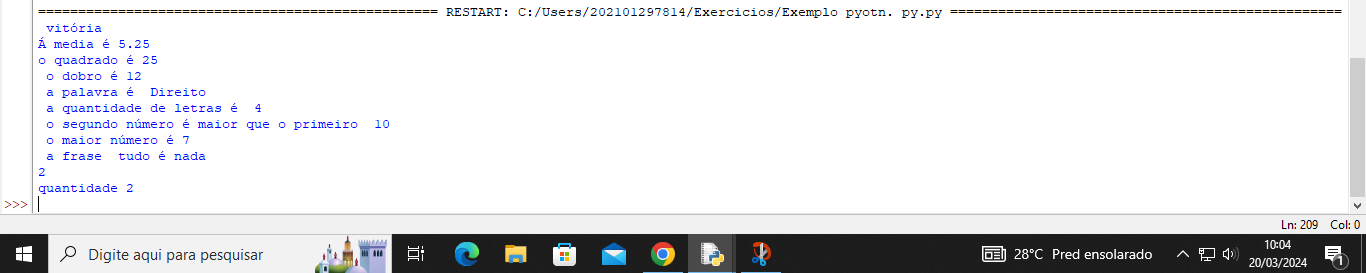 ================================================== RESTART: C:/Users/202101297814/Exercicios/Exemplo pyotn. py.py =================================================
vitória
Á media é 5.25
o quadrado é 25
o dobro é 12
a palavra é  Direito
a quantidade de letras é  4
o segundo número é maior que o primeiro  10
o maior número é 7
a frase  tudo é nada
2
quantidade 2
>>>
Ln: 209 Col: 0
Digite aqui para pesquisar
28°C Pred ensolarado
10:04
20/03/2024
1